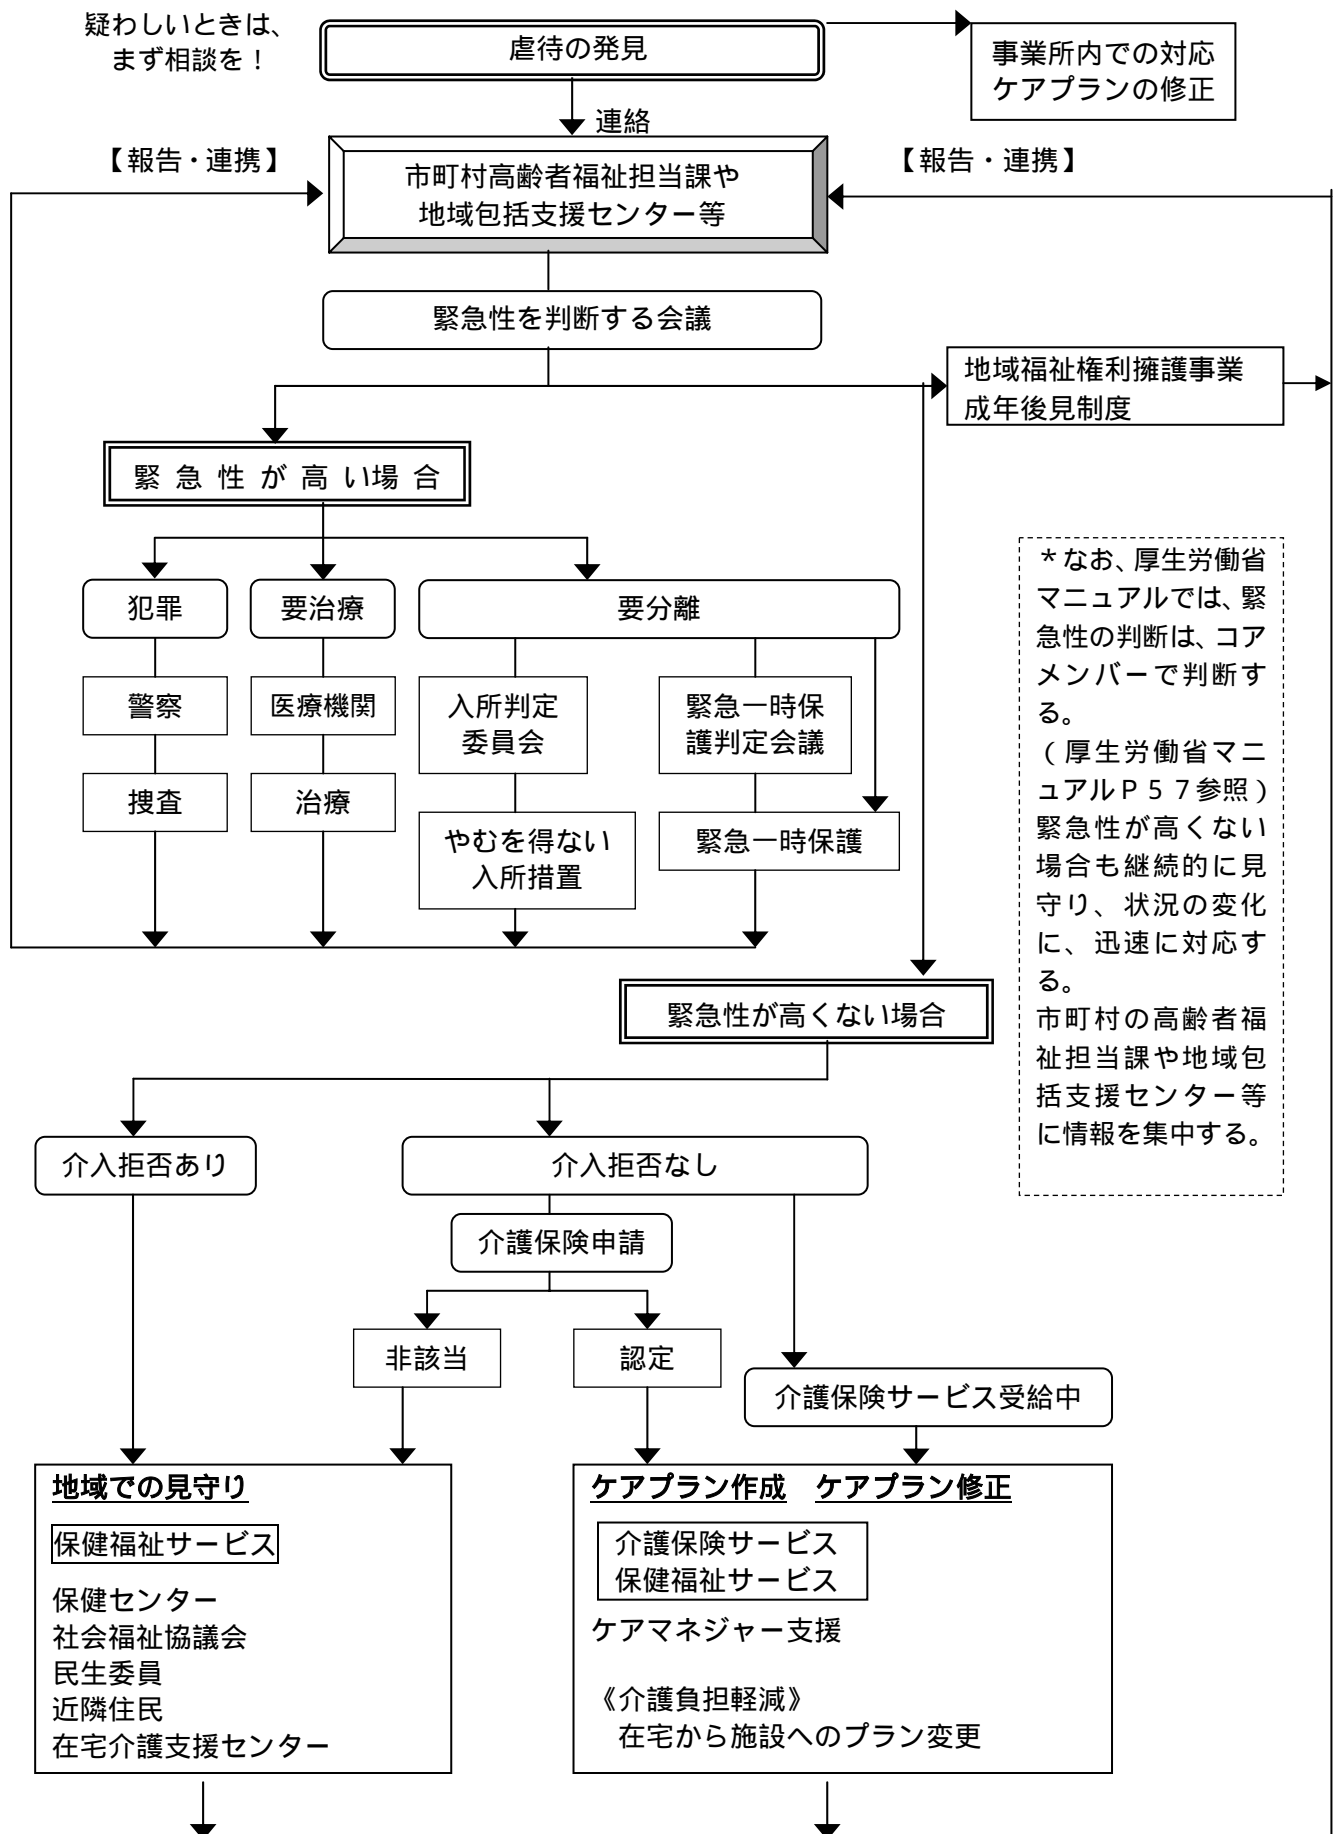 疑わしいときは、
まず相談を！
虐待の発見
事業所内での対応
ケアプランの修正
連絡
【報告・連携】
【報告・連携】
市町村高齢者福祉担当課や
地域包括支援センター等
緊急性を判断する会議
地域福祉権利擁護事業
成年後見制度
緊急性が高い場合
犯罪
要治療
要分離
警察
医療機関
入所判定
委員会
緊急一時保
護判定会議
捜査
治療
やむを得ない
入所措置
緊急一時保護
＊なお、厚生労働省
マニュアルでは、緊
急性の判断は、コア
メンバーで判断す
る。
（厚生労働省マニ
ュアルＰ５７参照）
緊急性が高くない
場合も継続的に見
守り、状況の変化
に、迅速に対応す
る。
市町村の高齢者福
祉担当課や地域包
括支援センター等
に情報を集中する。
緊急性が高くない場合
介入拒否あり
介入拒否なし
介護保険申請
非該当
認定
介護保険サービス受給中
地域での見守り
保健福祉サービス
保健センター
社会福祉協議会
民生委員
近隣住民
在宅介護支援センター
ケアプラン作成　ケアプラン修正
介護保険サービス
保健福祉サービス
ケアマネジャー支援
《介護負担軽減》
在宅から施設へのプラン変更